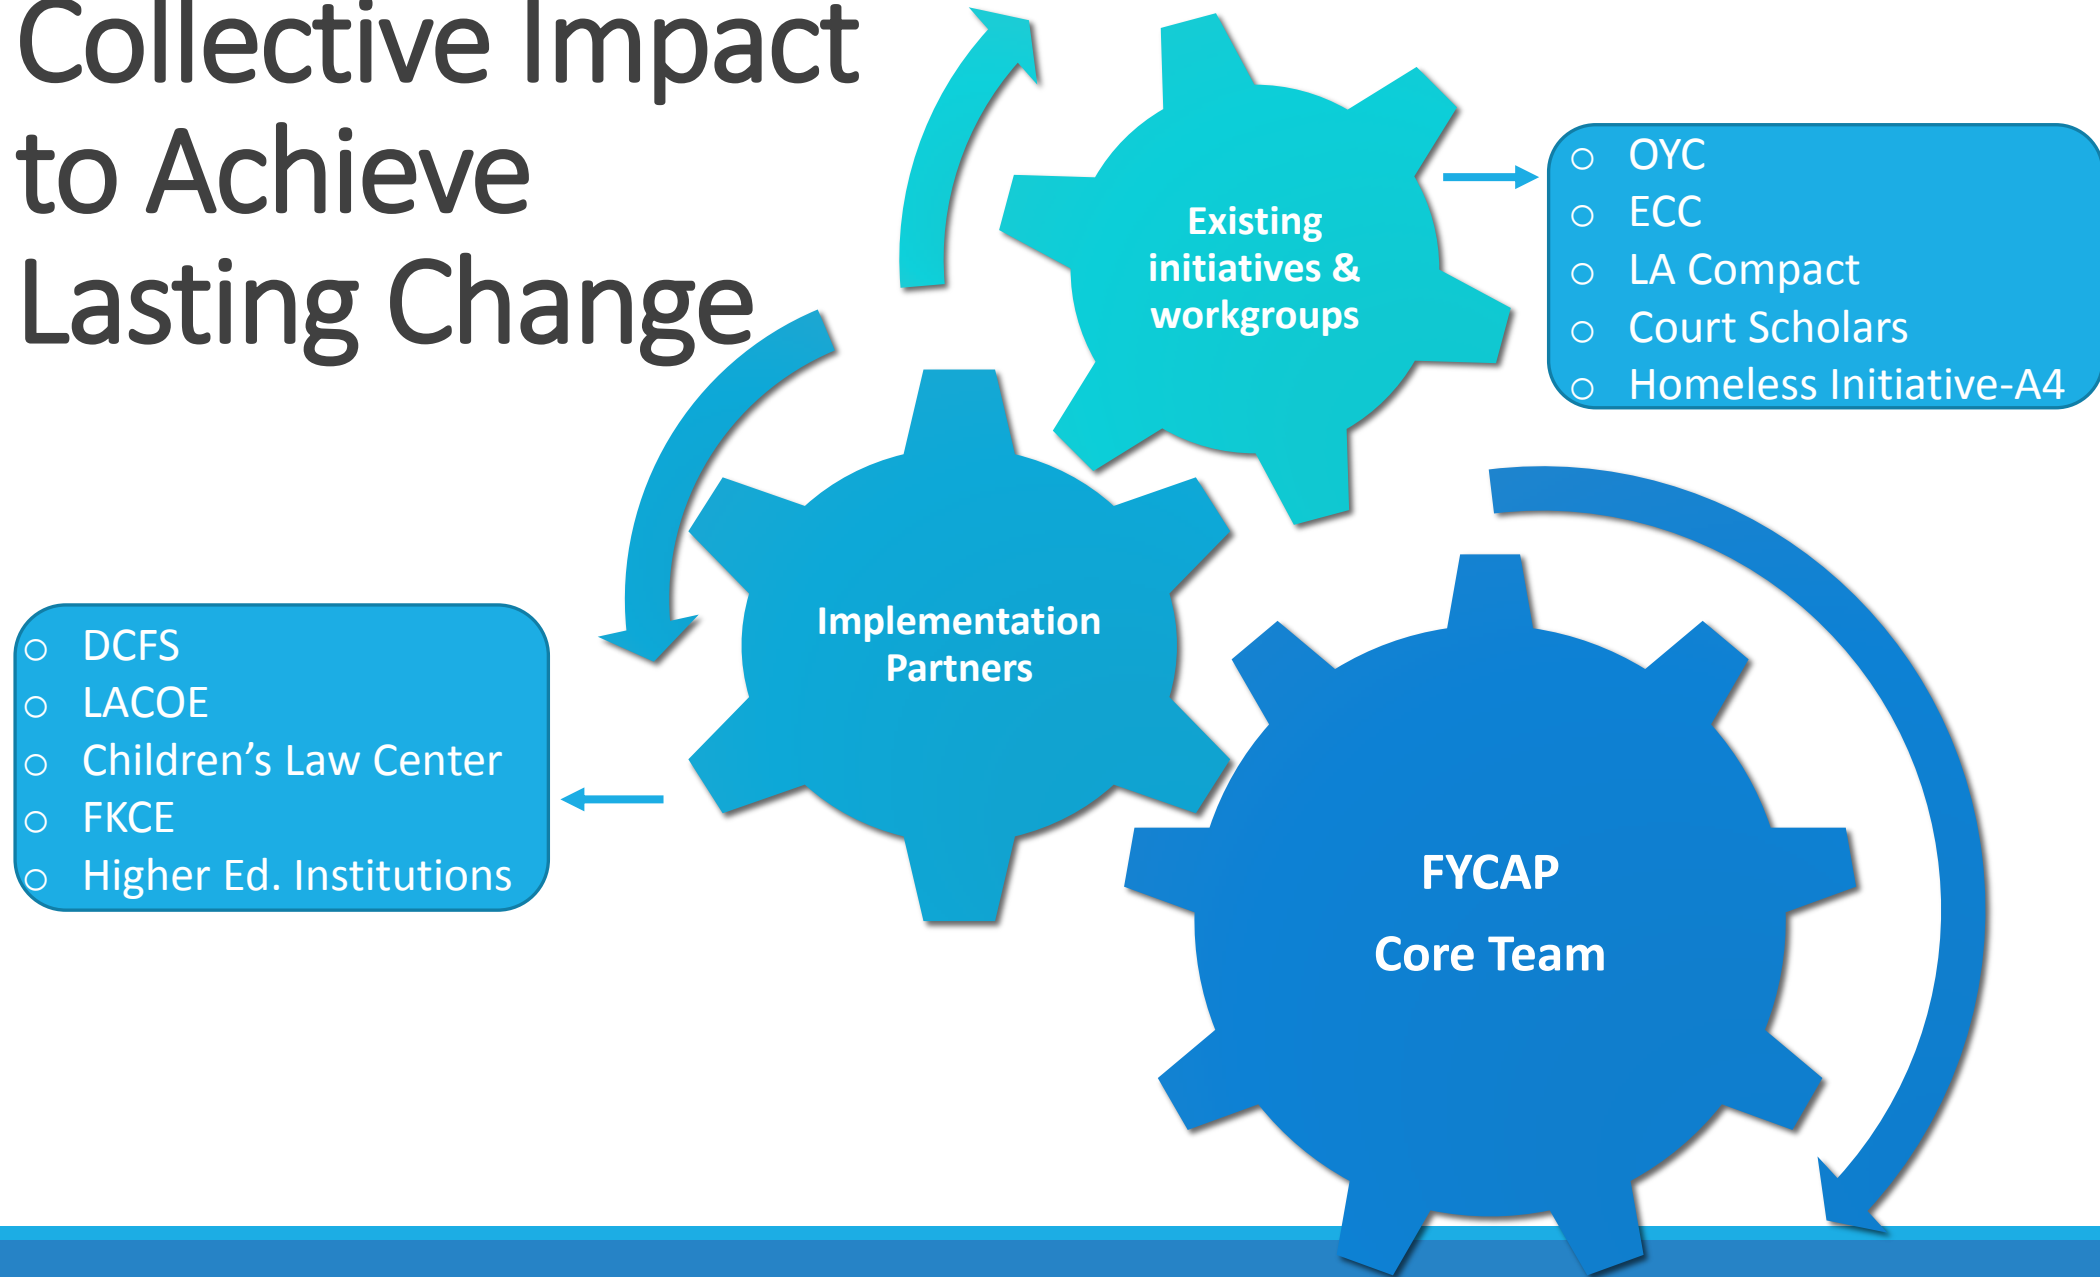 Collective Impact
to Achieve
Lasting Change
Existing
initiatives &
workgroups
o OYC
o ECC
o LA Compact
o Court Scholars
o Homeless Initiative-A4
Implementation
Partners
o DCFS
o LACOE
o Children’s Law Center
o FKCE
o Higher Ed. Institutions
FYCAP
Core Team